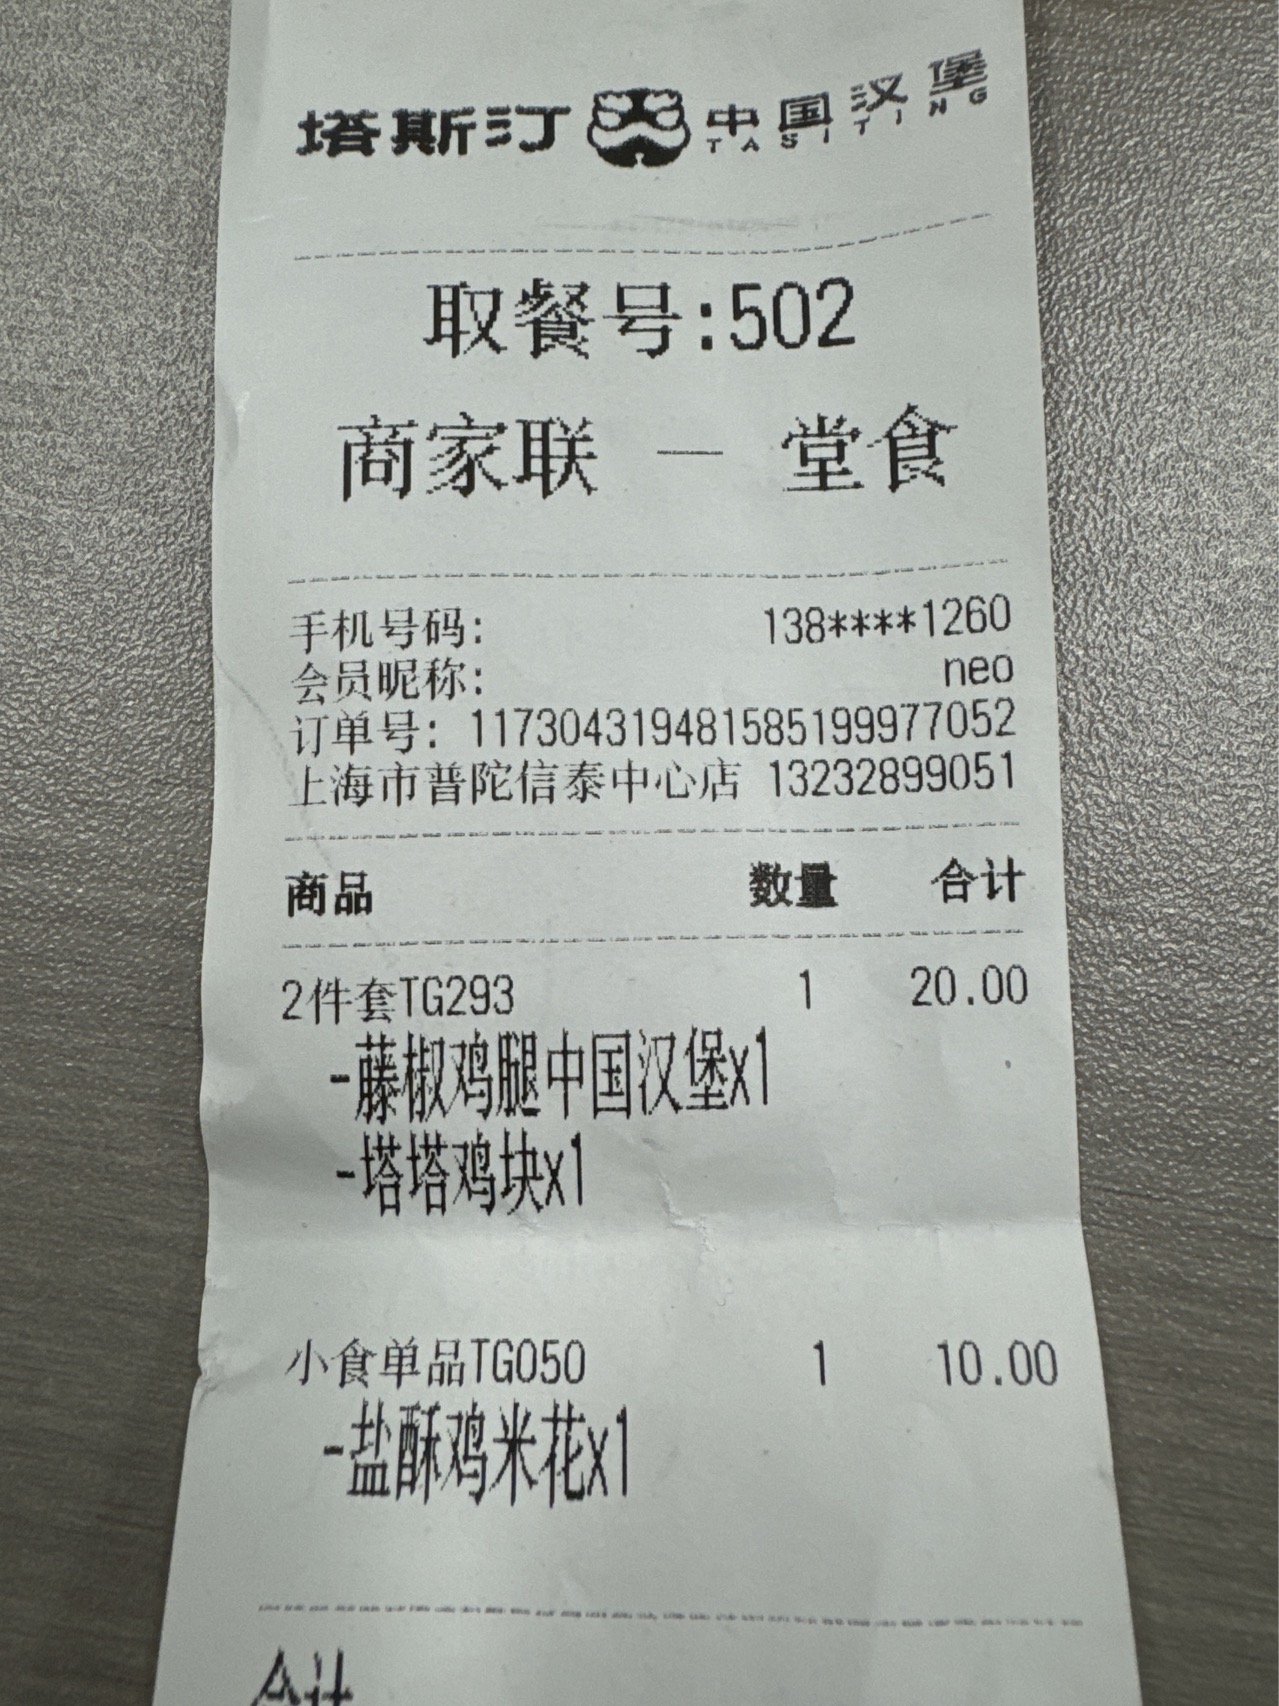 塔斯汀 中国汉堡
TASITING
取餐号:502
商家联 — 堂食
手机号码: 138****1260
会员昵称: neo
订单号: 117304319481585199977052
上海市普陀信泰中心店 13232899051
商品 数量 合计
2件套TG293 1 20.00
-藤椒鸡腿中国汉堡x1
-塔塔鸡块x1
小食单品TG050 1 10.00
-盐酥鸡米花x1
合计